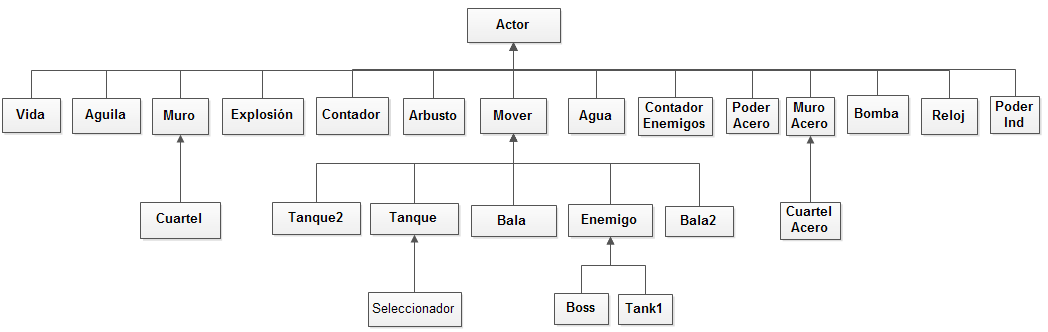 Actor
Vida
Aguila
Muro
Explosión
Contador
Arbusto
Mover
Agua
Contador
Enemigos
Poder
Acero
Muro
Acero
Bomba
Reloj
Poder
Ind
Cuartel
Tanque2
Tanque
Bala
Enemigo
Bala2
Cuartel
Acero
Seleccionador
Boss
Tank1